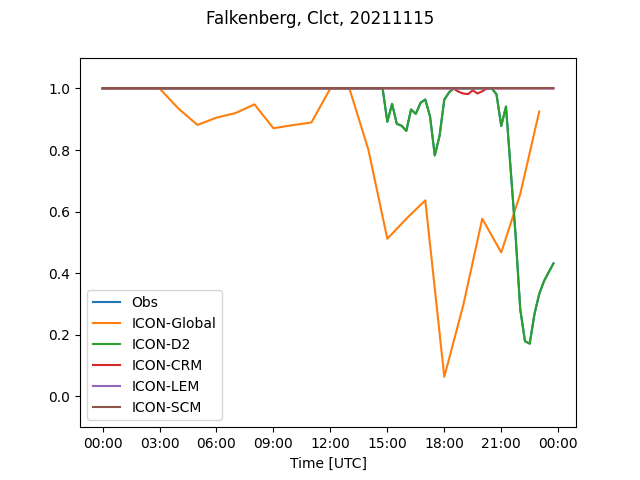 Falkenberg, Clct, 20211115
1.0
0.8
0.6
0.4
0.2
0.0
Obs
ICON-Global
ICON-D2
ICON-CRM
ICON-LEM
ICON-SCM
00:00 03:00 06:00 09:00 12:00 15:00 18:00 21:00 00:00
Time [UTC]